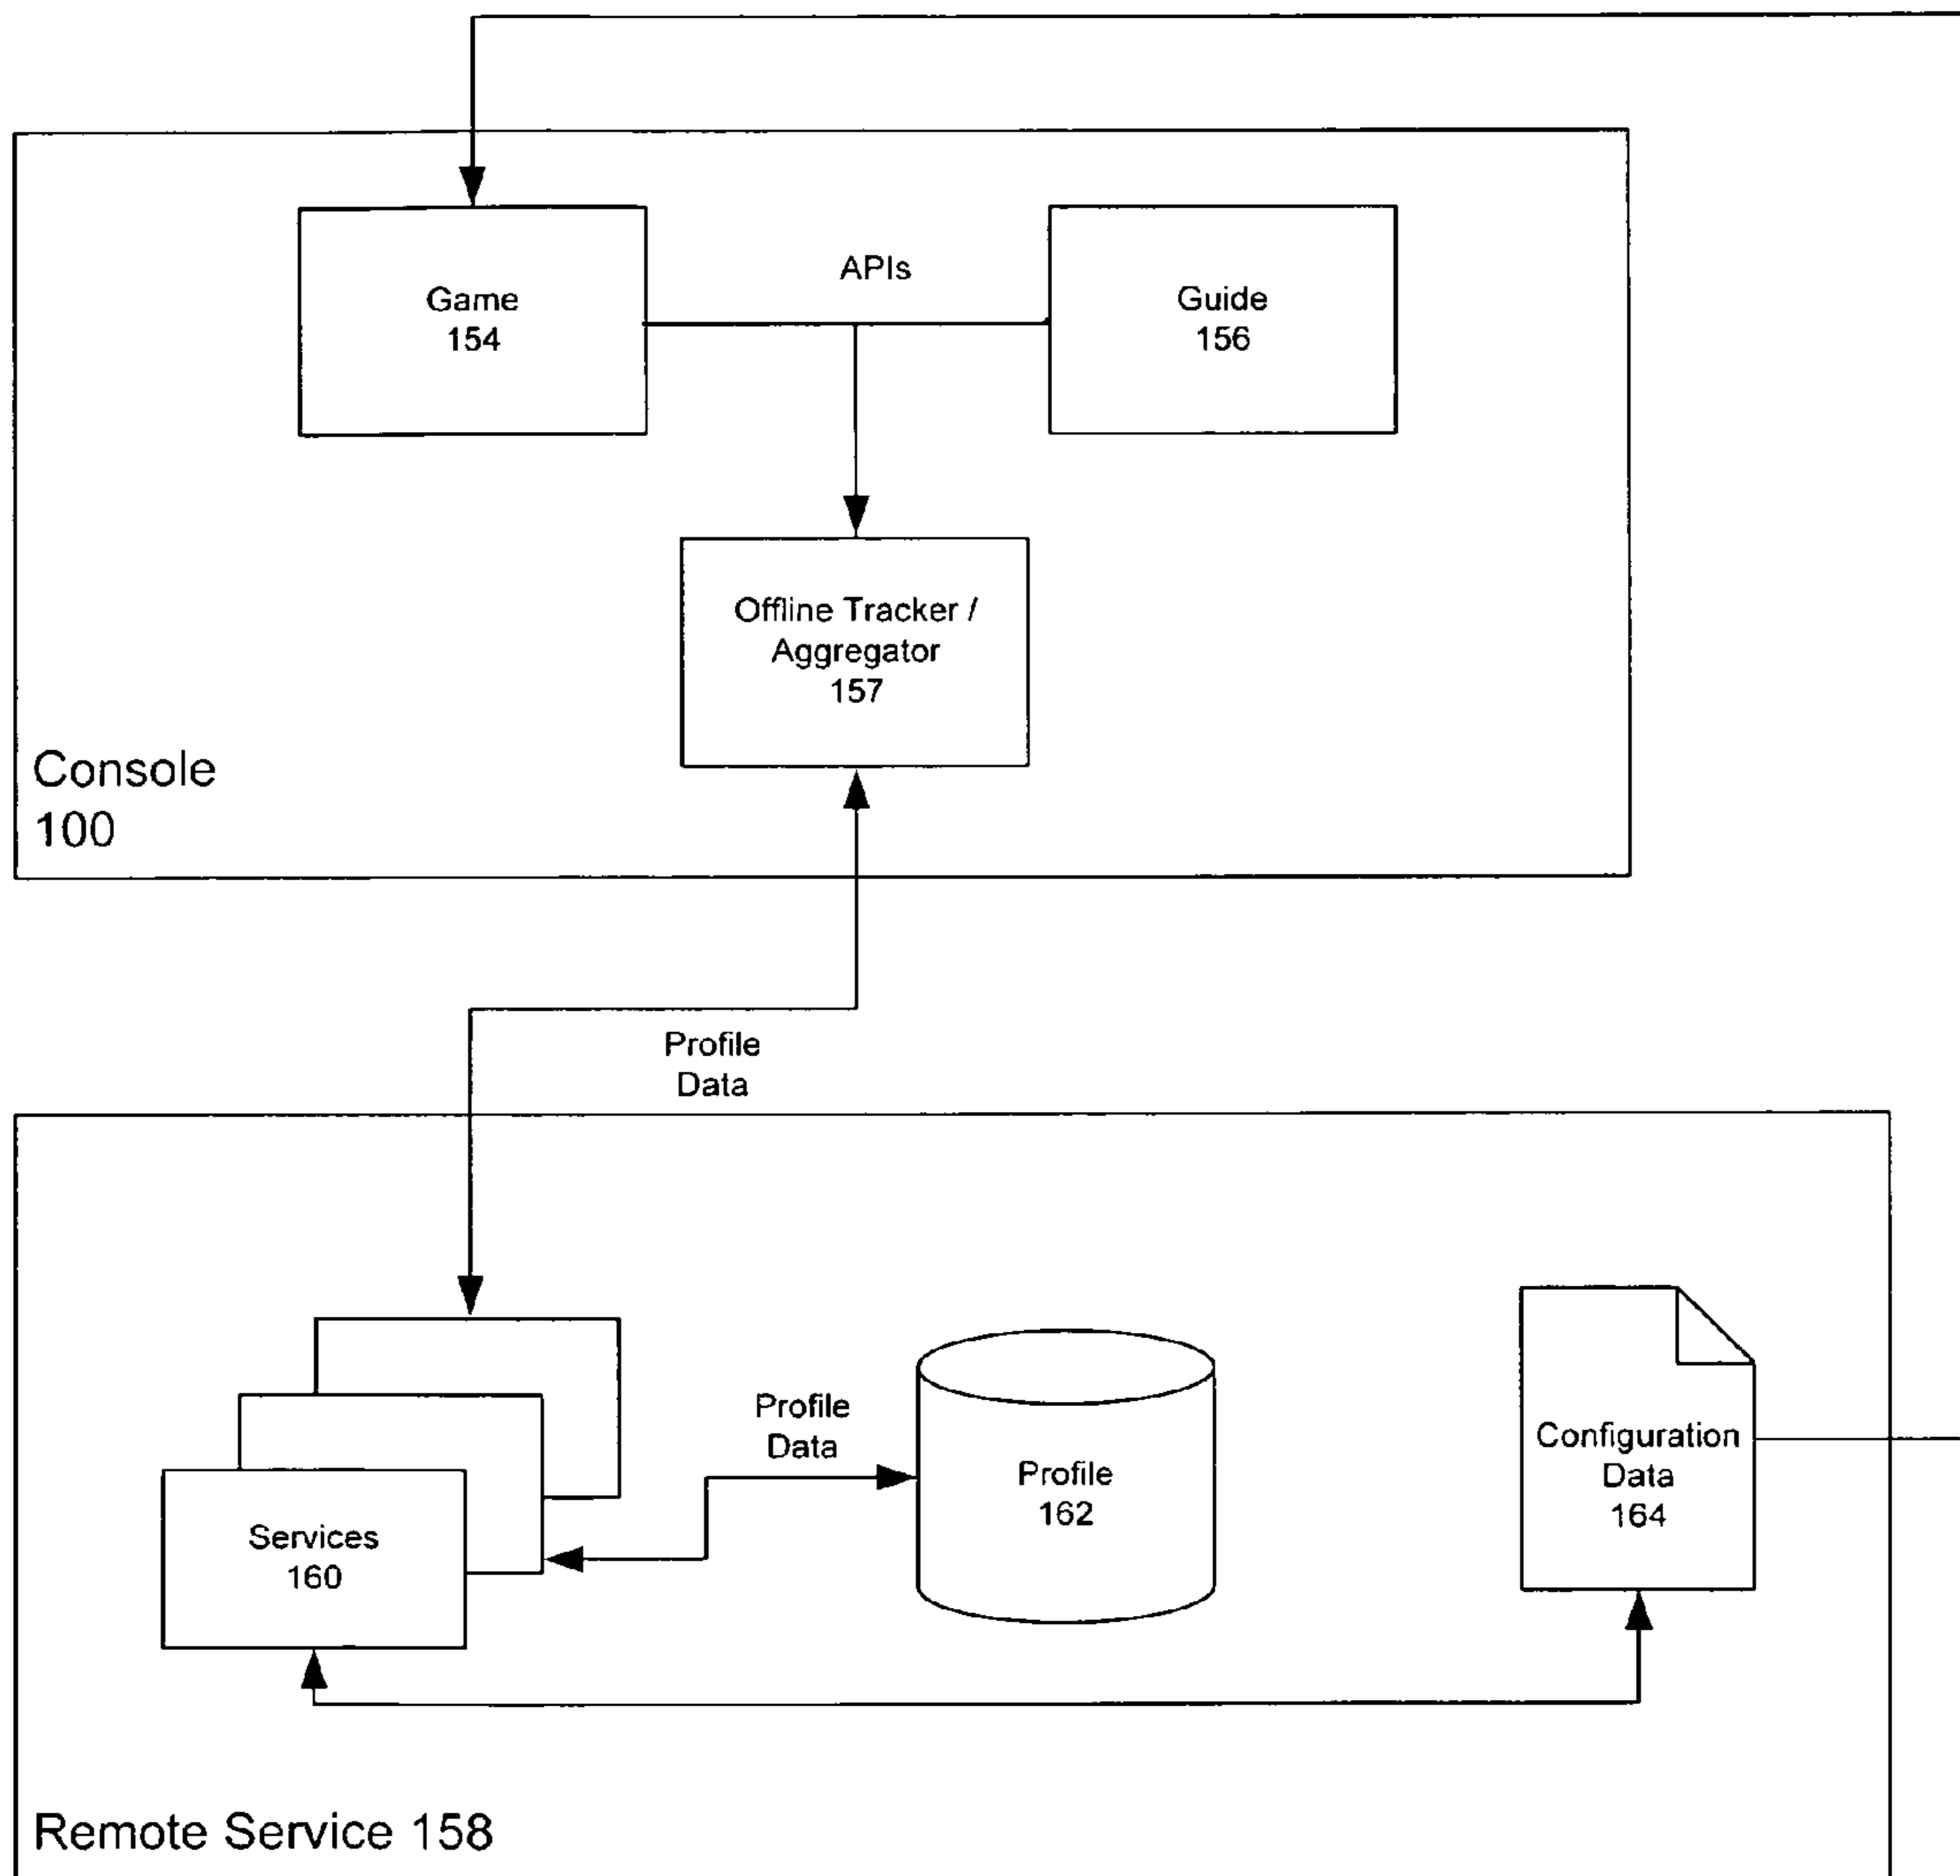 APIs
Game
154
Guide
156
Offline Tracker /
Aggregator
157
Console
100
Profile
Data
Profile
Data
Configuration
Data
164
Profile
162
Services
160
Remote Service 158